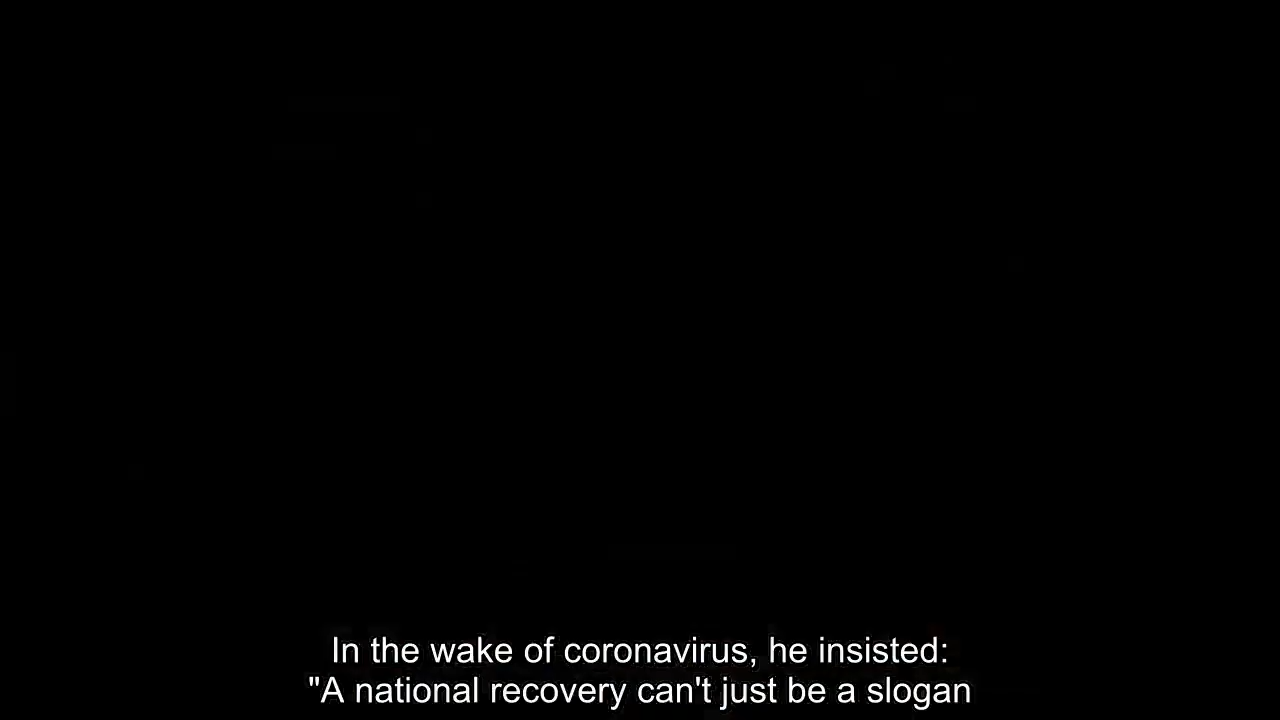 In the wake of coronavirus, he insisted:
"A national recovery can't just be a slogan